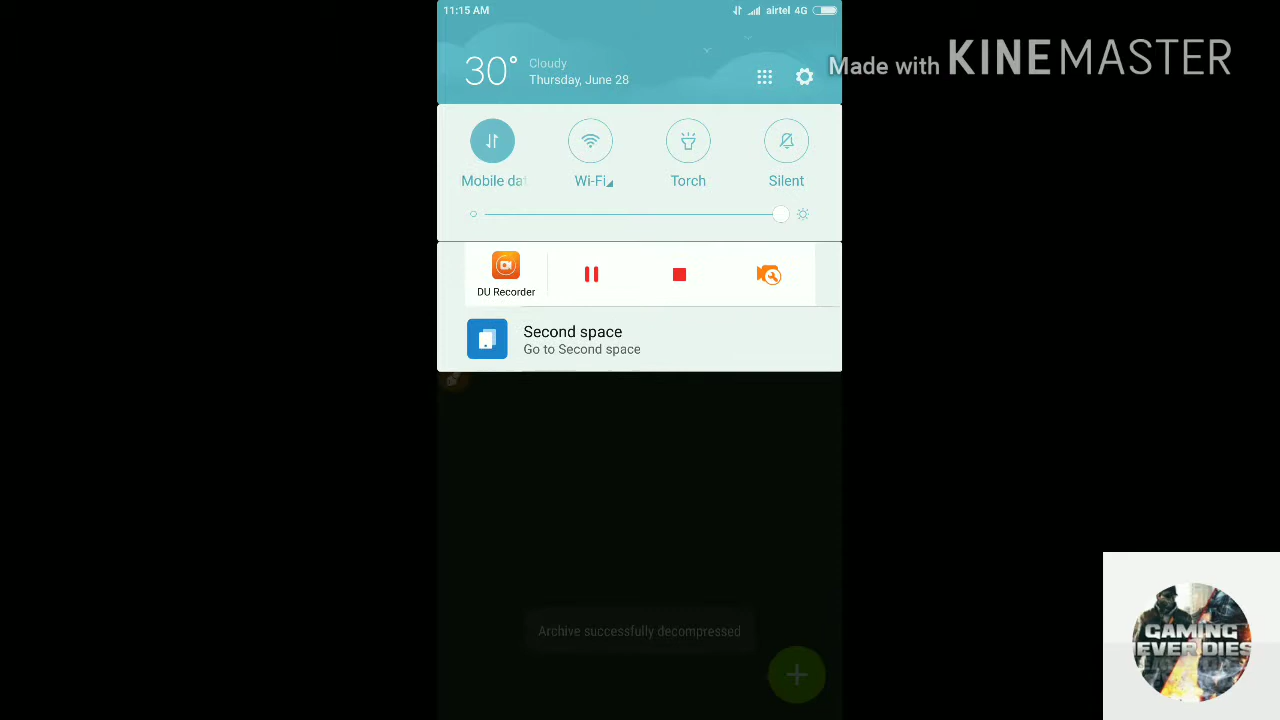 11:15 AM
airtel 4G
Made with KINEMASTER
30°
Cloudy
Thursday, June 28
Mobile dat
Wi-Fi
Torch
Silent
DU Recorder
Second space
Go to Second space
Archive successfully decompressed
GAMING
EVER DIES